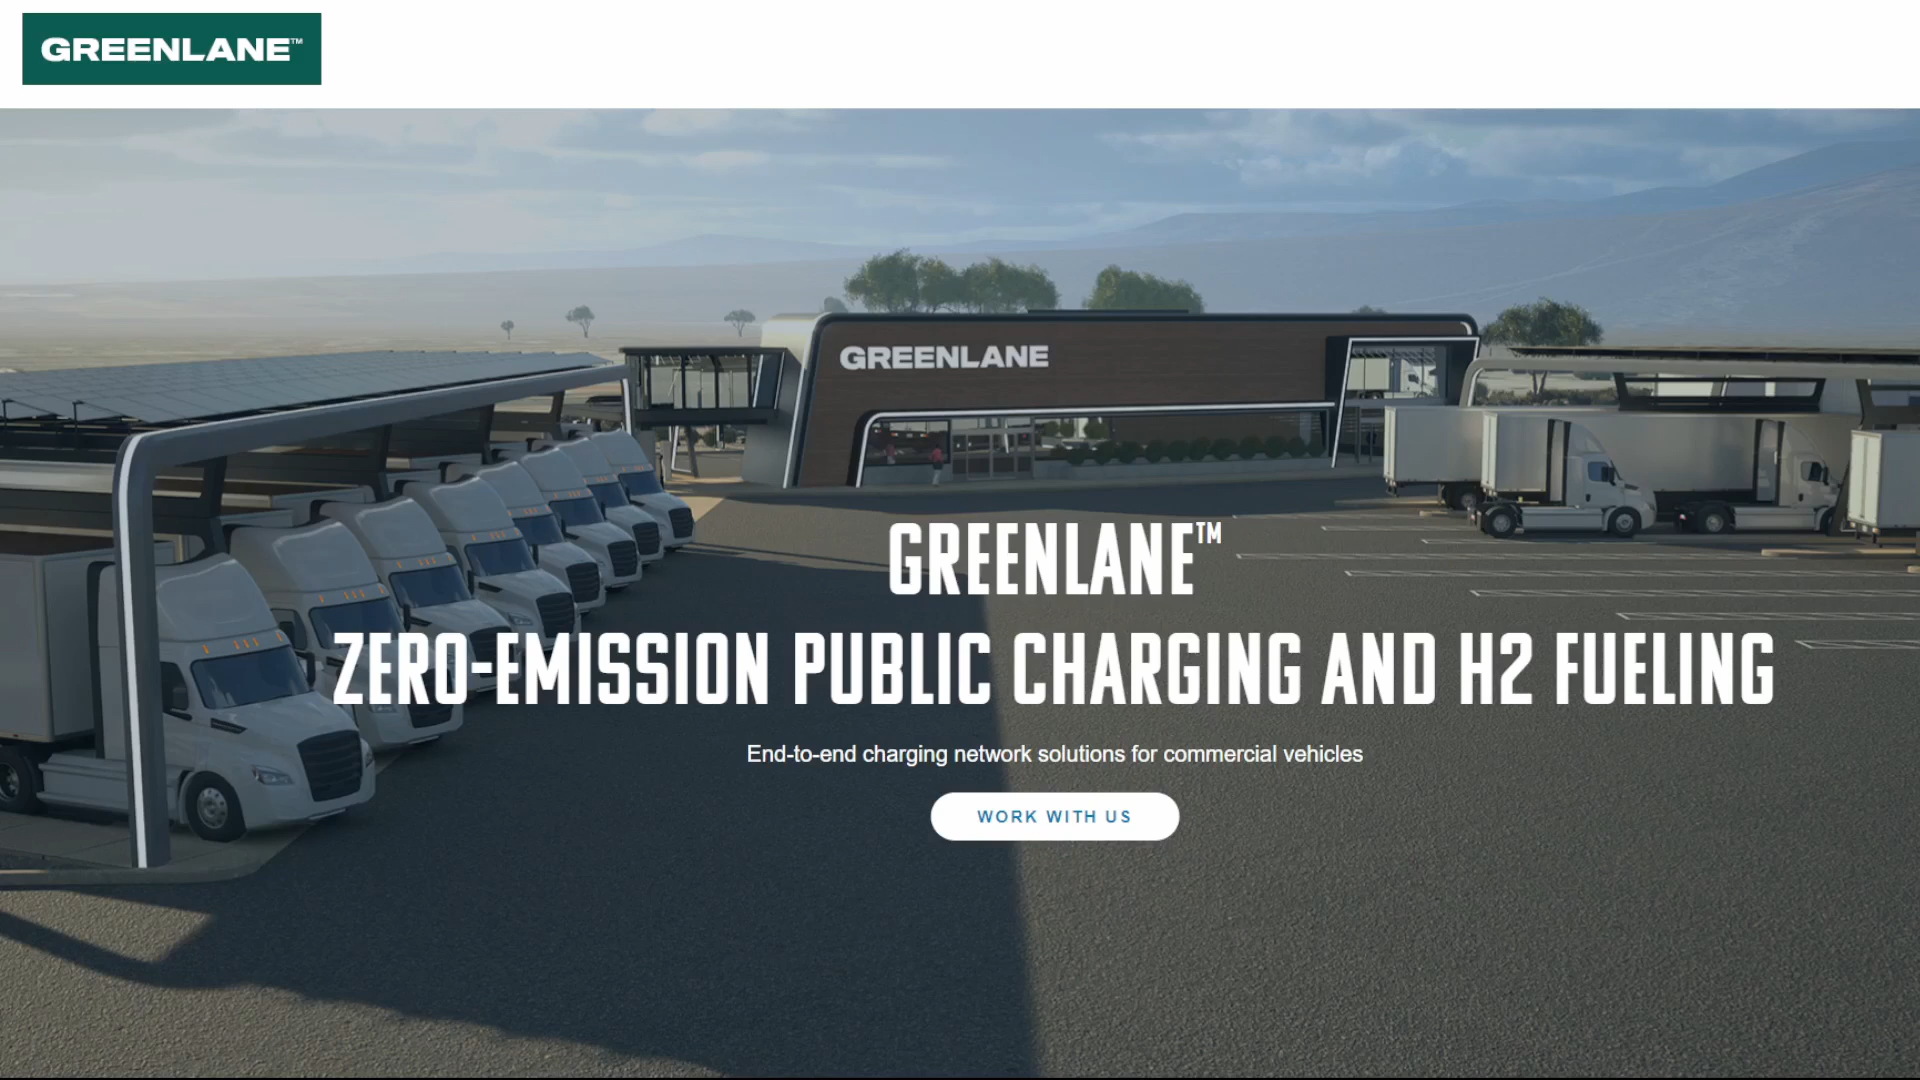 GREENLANE™
GREENLANE
GREENLANE™
ZERO-EMISSION PUBLIC CHARGING AND H2 FUELING
End-to-end charging network solutions for commercial vehicles
WORK WITH US